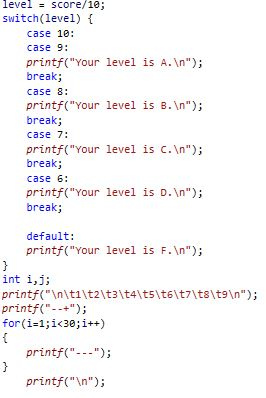 level = score/10;
switch(level) {
case 10:
case 9:
printf("Your level is A.\n");
break;
case 8:
printf("Your level is B.\n");
break;
case 7:
printf("Your level is C.\n");
break;
case 6:
printf("Your level is D.\n");
break;
default:
printf("Your level is F.\n");
}
int i,j;
printf("\n\t1\t2\t3\t4\t5\t6\t7\t8\t9\n");
printf("--+");
for(i=1;i<30;i++)
{
printf("---");
}
printf("\n");